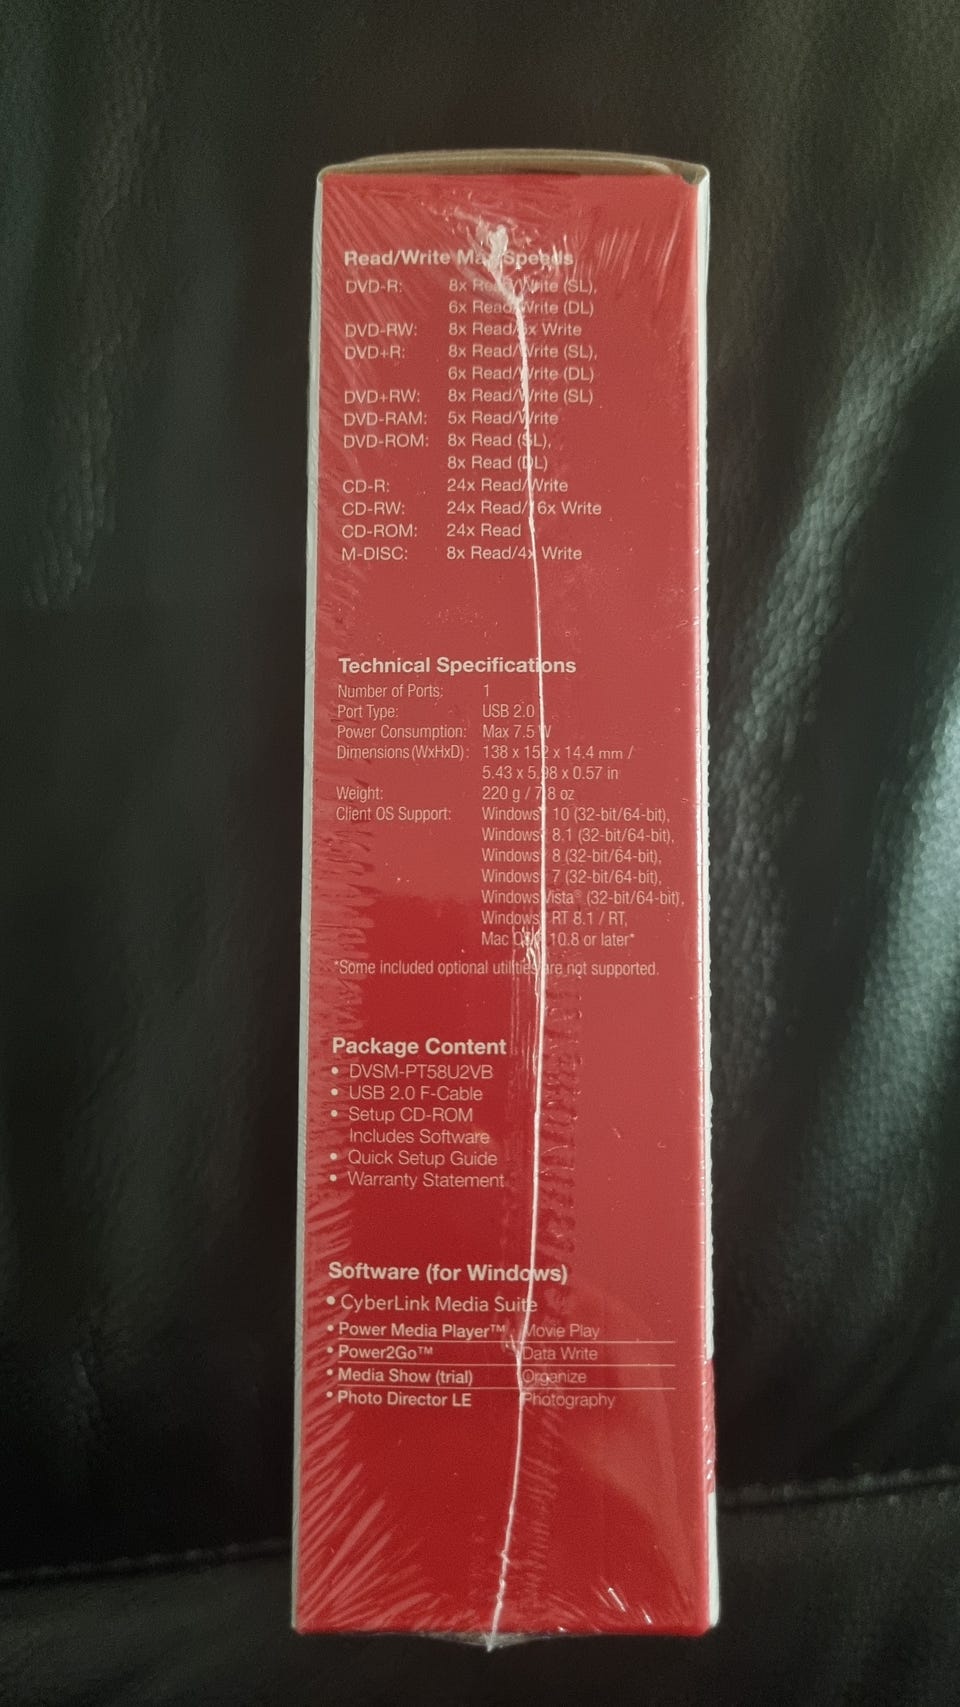 Read/Write Max Speeds
DVD-R: 8x Read/Write (SL),
6x Read/Write (DL)
DVD-RW: 8x Read/6x Write
DVD+R: 8x Read/Write (SL),
6x Read/Write (DL)
DVD+RW: 8x Read/Write (SL)
DVD-RAM: 5x Read/Write
DVD-ROM: 8x Read (SL),
8x Read (DL)
CD-R: 24x Read/Write
CD-RW: 24x Read/16x Write
CD-ROM: 24x Read
M-DISC: 8x Read/4x Write
Technical Specifications
Number of Ports: 1
Port Type: USB 2.0
Power Consumption: Max 7.5 W
Dimensions (WxHxD): 138 x 152 x 14.4 mm /
5.43 x 5.98 x 0.57 in
Weight: 220 g / 7.8 oz
Client OS Support: Windows® 10 (32-bit/64-bit),
Windows® 8.1 (32-bit/64-bit),
Windows® 8 (32-bit/64-bit),
Windows® 7 (32-bit/64-bit),
Windows Vista® (32-bit/64-bit),
Windows® RT 8.1 / RT,
Mac OS® 10.8 or later*
*Some included optional utilities are not supported.
Package Content
• DVSM-PT58U2VB
• USB 2.0 F-Cable
• Setup CD-ROM
Includes Software
• Quick Setup Guide
• Warranty Statement
Software (for Windows)
• CyberLink Media Suite
• Power Media Player™ Movie Play
• Power2Go™ Data Write
• Media Show (trial) Organize
• Photo Director LE Photography